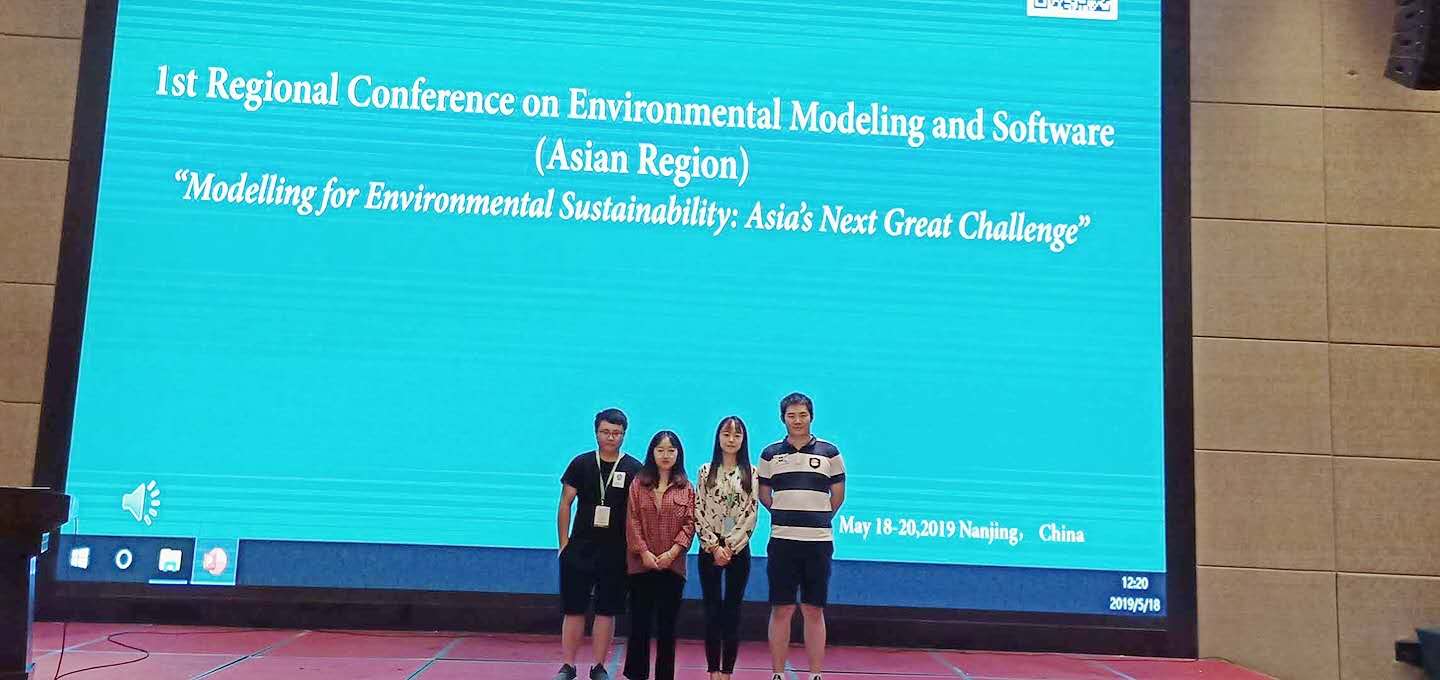 1st Regional Conference on Environmental Modeling and Software
(Asian Region)
“Modelling for Environmental Sustainability: Asia’s Next Great Challenge”
May 18-20,2019 Nanjing， China
12:20
2019/5/18